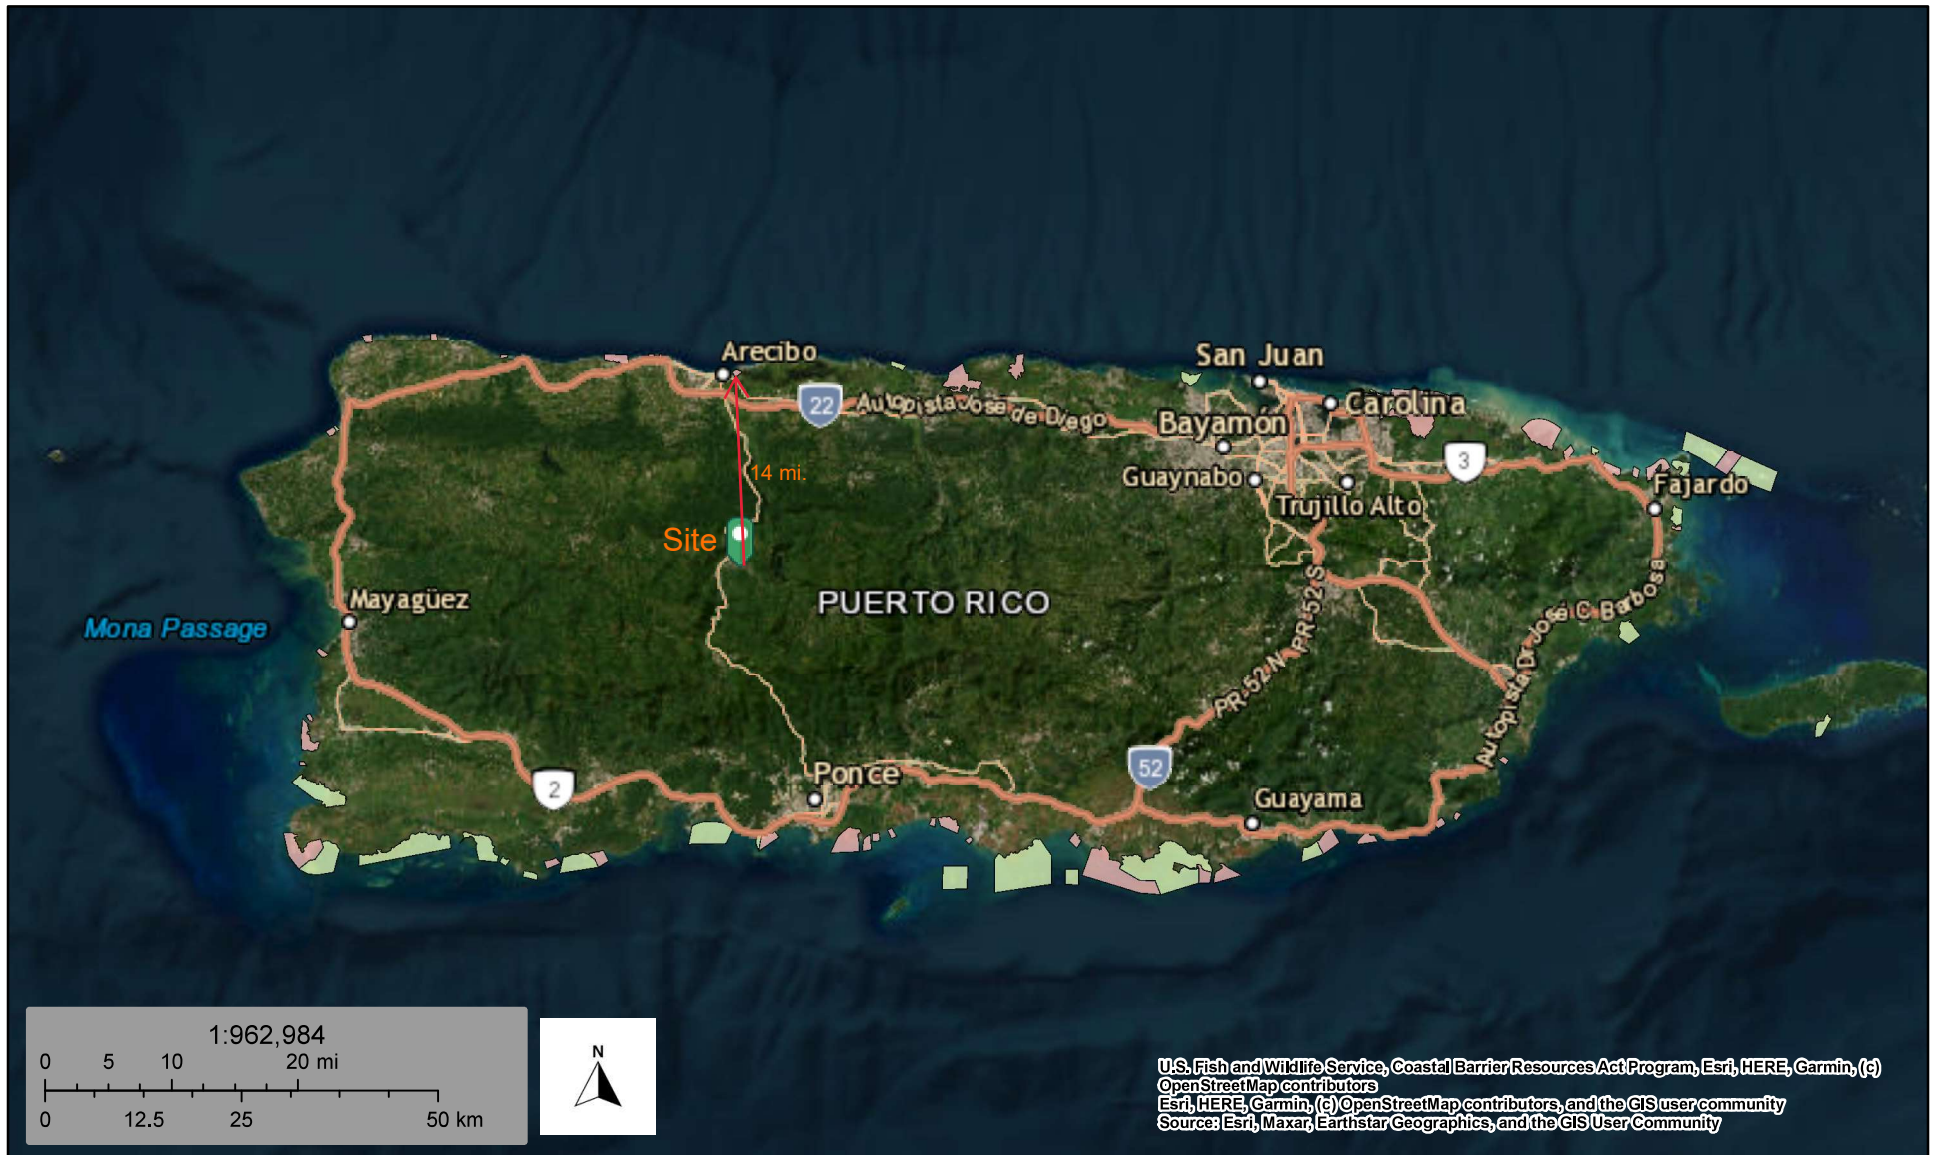 Arecibo
San Juan
22
Autopista José de Diego
Carolina
Bayamón
3
14 mi.
Guaynabo
Fajardo
Trujillo Alto
Site
PUERTO RICO
Mayagüez
Mona Passage
PR-52 S
PR-52 N
Autopista Dr José C Barbosa
Ponce
52
2
Guayama
1:962,984
0 5 10 20 mi
0 12.5 25 50 km
N
U.S. Fish and Wildlife Service, Coastal Barrier Resources Act Program, Esri, HERE, Garmin, (c)
OpenStreetMap contributors
Esri, HERE, Garmin, (c) OpenStreetMap contributors, and the GIS user community
Source: Esri, Maxar, Earthstar Geographics, and the GIS User Community